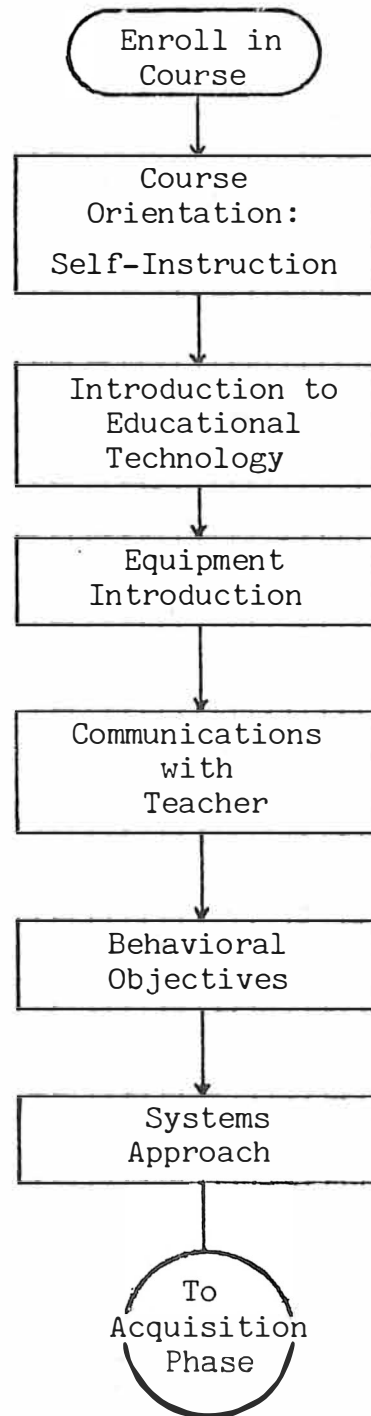 Enroll in
Course
Course
Orientation:
Self-Instruction
Introduction to
Educational
Technology
Equipment
Introduction
Communications
with
Teacher
Behavioral
Objectives
Systems
Approach
To
Acquisition
Phase